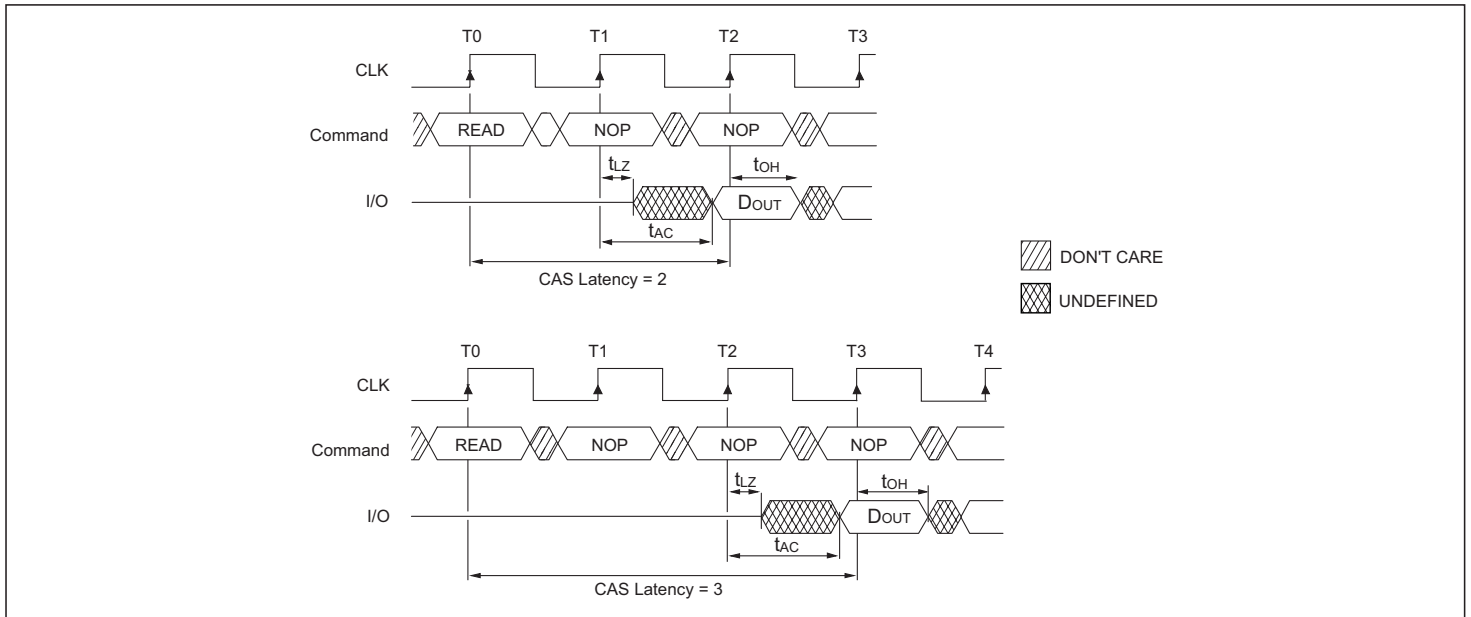 T0 T1 T2 T3
CLK
Command READ NOP NOP
tLZ tOH
I/O DOUT
tAC
CAS Latency = 2
DON'T CARE
UNDEFINED
T0 T1 T2 T3 T4
CLK
Command READ NOP NOP NOP
tLZ tOH
I/O DOUT
tAC
CAS Latency = 3